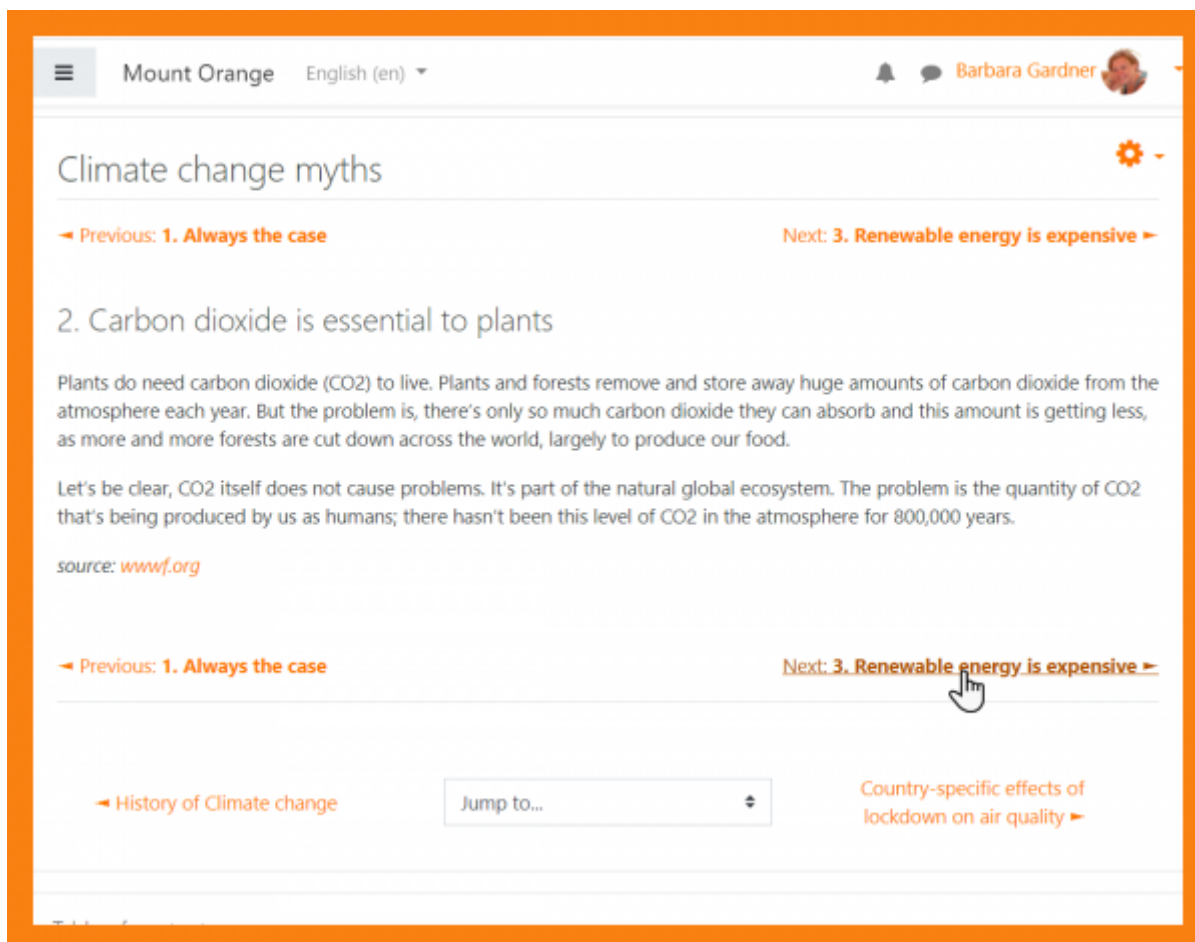 Mount Orange English (en)
Barbara Gardner
Climate change myths
◄ Previous: 1. Always the case
Next: 3. Renewable energy is expensive ►
2. Carbon dioxide is essential to plants
Plants do need carbon dioxide (CO2) to live. Plants and forests remove and store away huge amounts of carbon dioxide from the
atmosphere each year. But the problem is, there's only so much carbon dioxide they can absorb and this amount is getting less,
as more and more forests are cut down across the world, largely to produce our food.
Let's be clear, CO2 itself does not cause problems. It's part of the natural global ecosystem. The problem is the quantity of CO2
that's being produced by us as humans; there hasn't been this level of CO2 in the atmosphere for 800,000 years.
source: wwwf.org
◄ Previous: 1. Always the case
Next: 3. Renewable energy is expensive ►
◄ History of Climate change
Jump to...
Country-specific effects of
lockdown on air quality ►